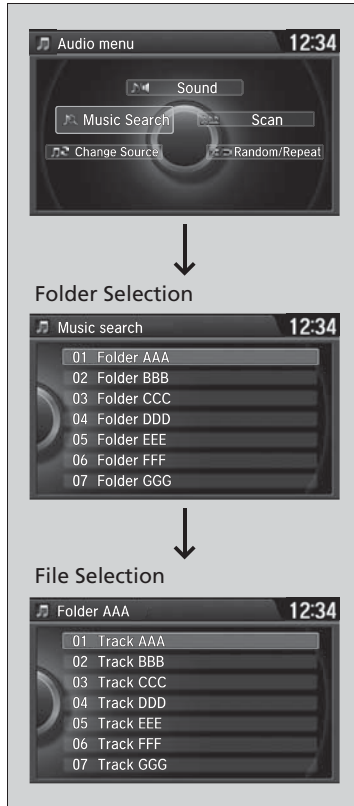 Audio menu 12:34
Sound
Music Search Scan
Change Source Random/Repeat
Folder Selection
Music search 12:34
01 Folder AAA
02 Folder BBB
03 Folder CCC
04 Folder DDD
05 Folder EEE
06 Folder FFF
07 Folder GGG
File Selection
Folder AAA 12:34
01 Track AAA
02 Track BBB
03 Track CCC
04 Track DDD
05 Track EEE
06 Track FFF
07 Track GGG